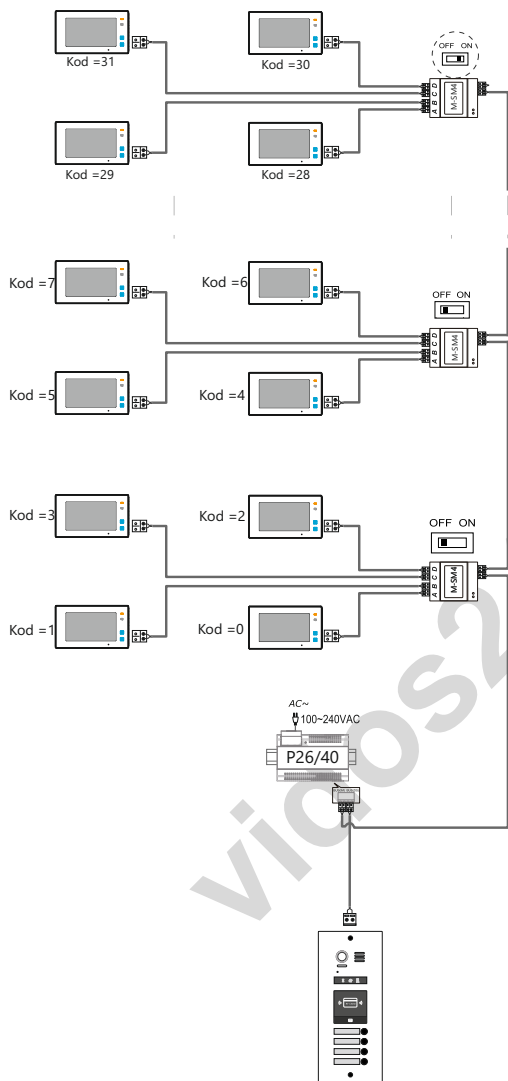 OFF ON
Kod =31
Kod =30
A B C D
M-SM4
Kod =29
Kod =28
Kod =7
Kod =6
OFF ON
A B C D
M-SM4
Kod =5
Kod =4
Kod =3
Kod =2
OFF ON
A B C D
M-SM4
Kod =1
Kod =0
AC~
100~240VAC
P26/40
vidos2